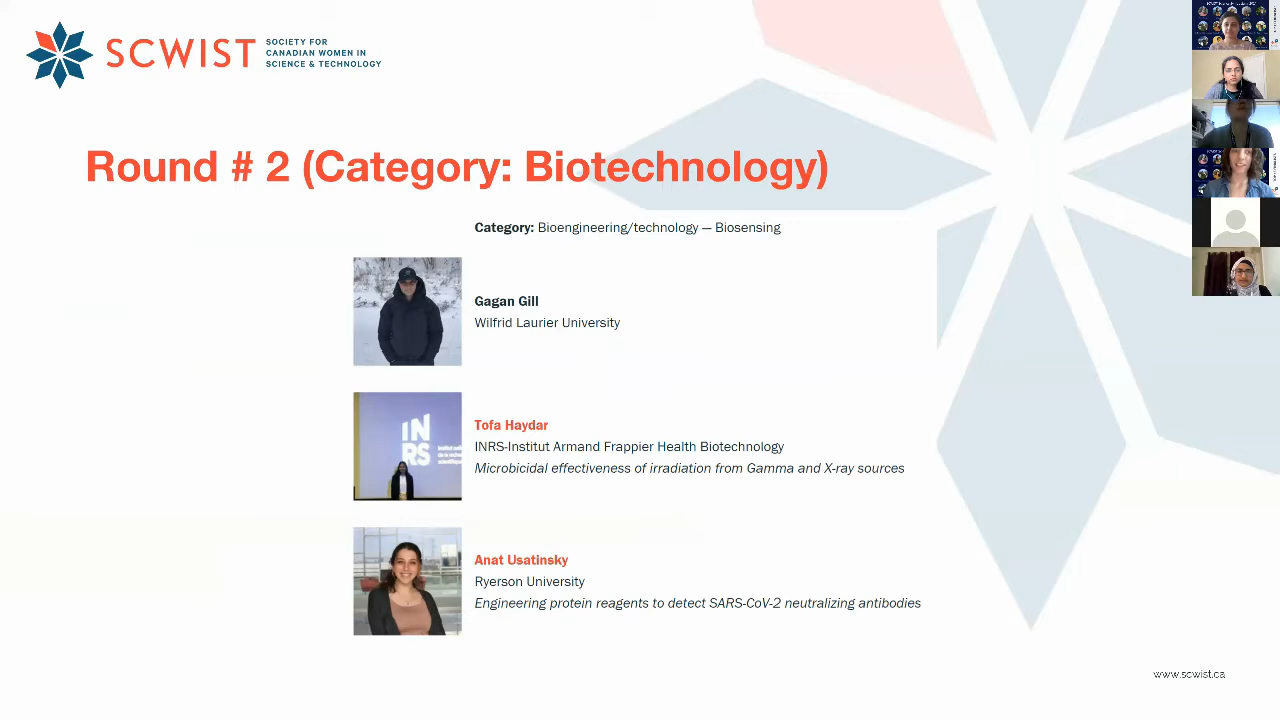 SCWIST
SOCIETY FOR
CANADIAN WOMEN IN
SCIENCE & TECHNOLOGY
Round # 2 (Category: Biotechnology)
Category: Bioengineering/technology — Biosensing
Gagan Gill
Wilfrid Laurier University
IN
RS
Tofa Haydar
INRS-Institut Armand Frappier Health Biotechnology
Microbicidal effectiveness of irradiation from Gamma and X-ray sources
Anat Usatinsky
Ryerson University
Engineering protein reagents to detect SARS-CoV-2 neutralizing antibodies
www.scwist.ca